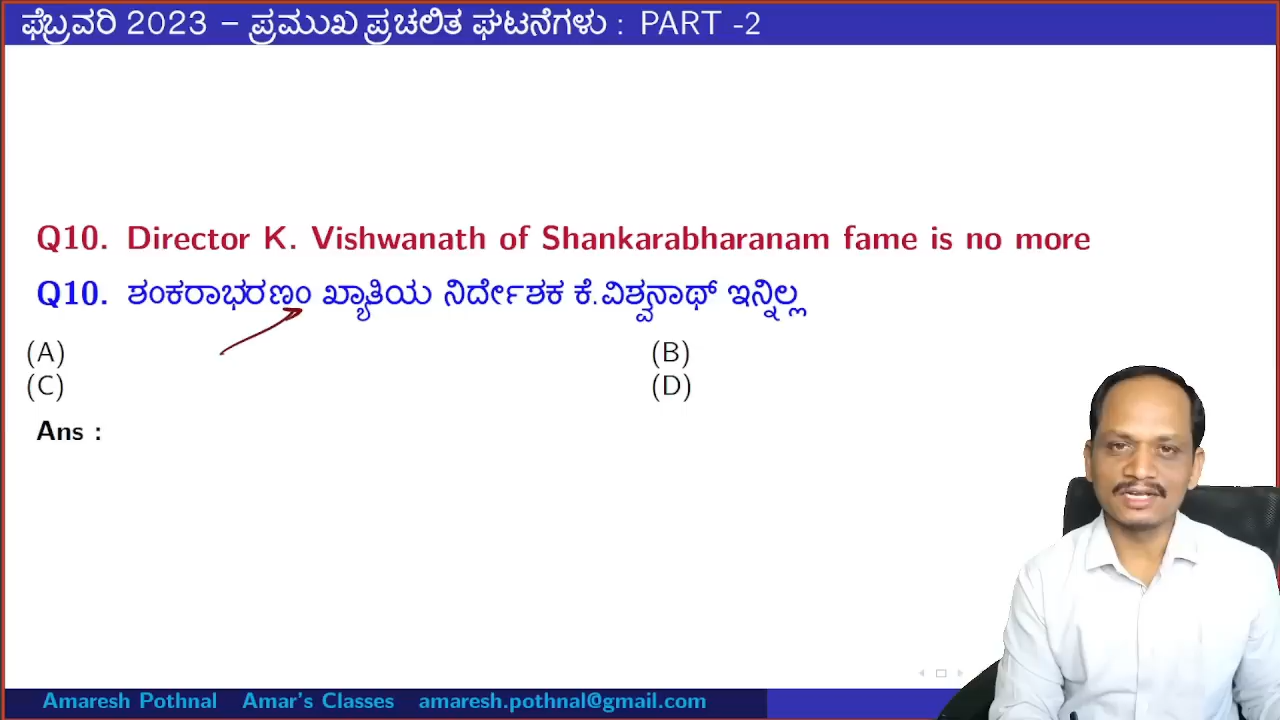 ಫೆಬ್ರವರಿ 2023 – ಪ್ರಮುಖ ಪ್ರಚಲಿತ ಘಟನೆಗಳು : PART -2
Q10. Director K. Vishwanath of Shankarabharanam fame is no more
Q10. ಶಂಕರಾಭರಣಂ ಖ್ಯಾತಿಯ ನಿರ್ದೇಶಕ ಕೆ.ವಿಶ್ವನಾಥ್ ಇನ್ನಿಲ್ಲ
(A) (B)
(C) (D)
Ans :
Amaresh Pothnal Amar's Classes amaresh.pothnal@gmail.com